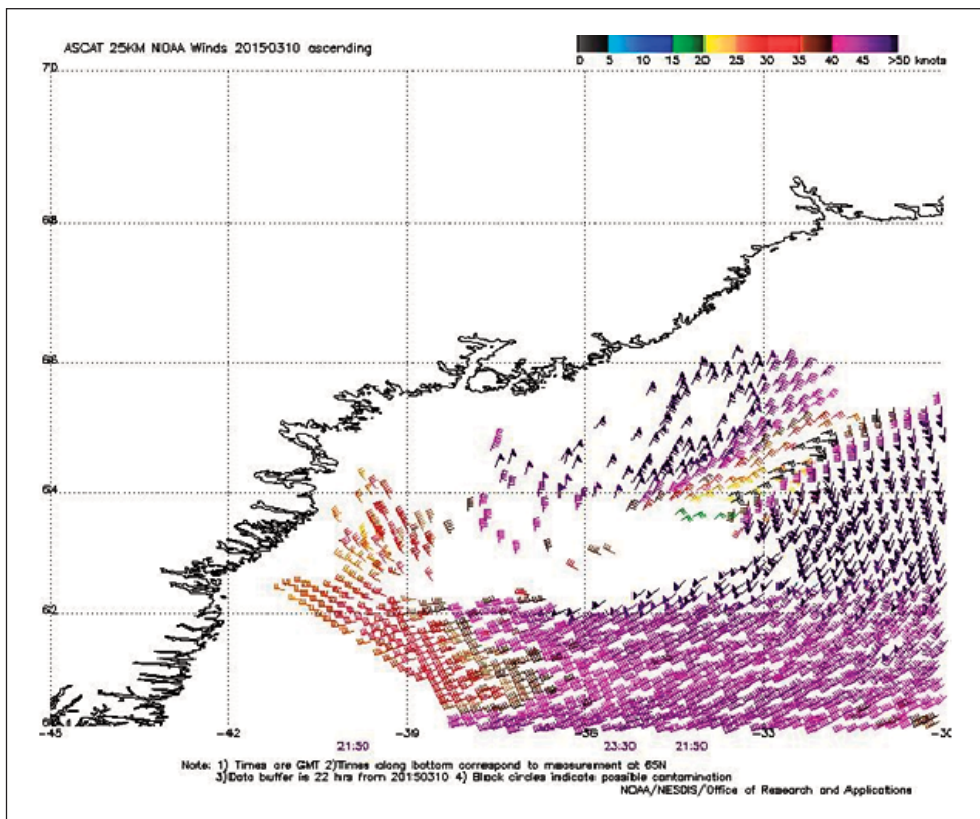 ASCAT 25KM NOAA Winds 20150310 ascending
0 5 10 15 20 25 30 35 40 45 >50 knots
70
68
66
64
62
60
-45 -42 -39 -36 -33 -30
21:50 23:30 21:50
Note: 1) Times are GMT 2)Times along bottom correspond to measurement at 65N
3)Data buffer is 22 hrs from 20150310 4) Black circles indicate possible contamination
NOAA/NESDIS/Office of Research and Applications